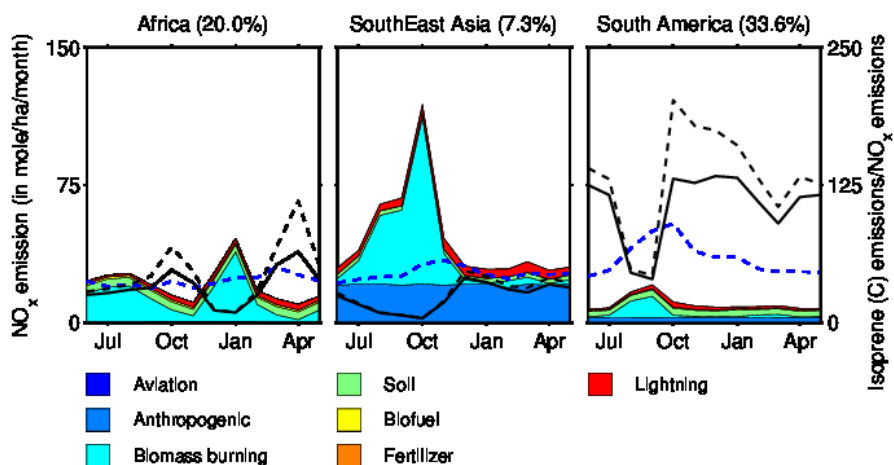 Africa (20.0%) SouthEast Asia (7.3%) South America (33.6%)
150 250
75 125
0 0
NOx emission (in mole/ha/month)
Isoprene (C) emissions/NOx emissions
Jul Oct Jan Apr Jul Oct Jan Apr Jul Oct Jan Apr
Aviation Soil Lightning
Anthropogenic Biofuel
Biomass burning Fertilizer